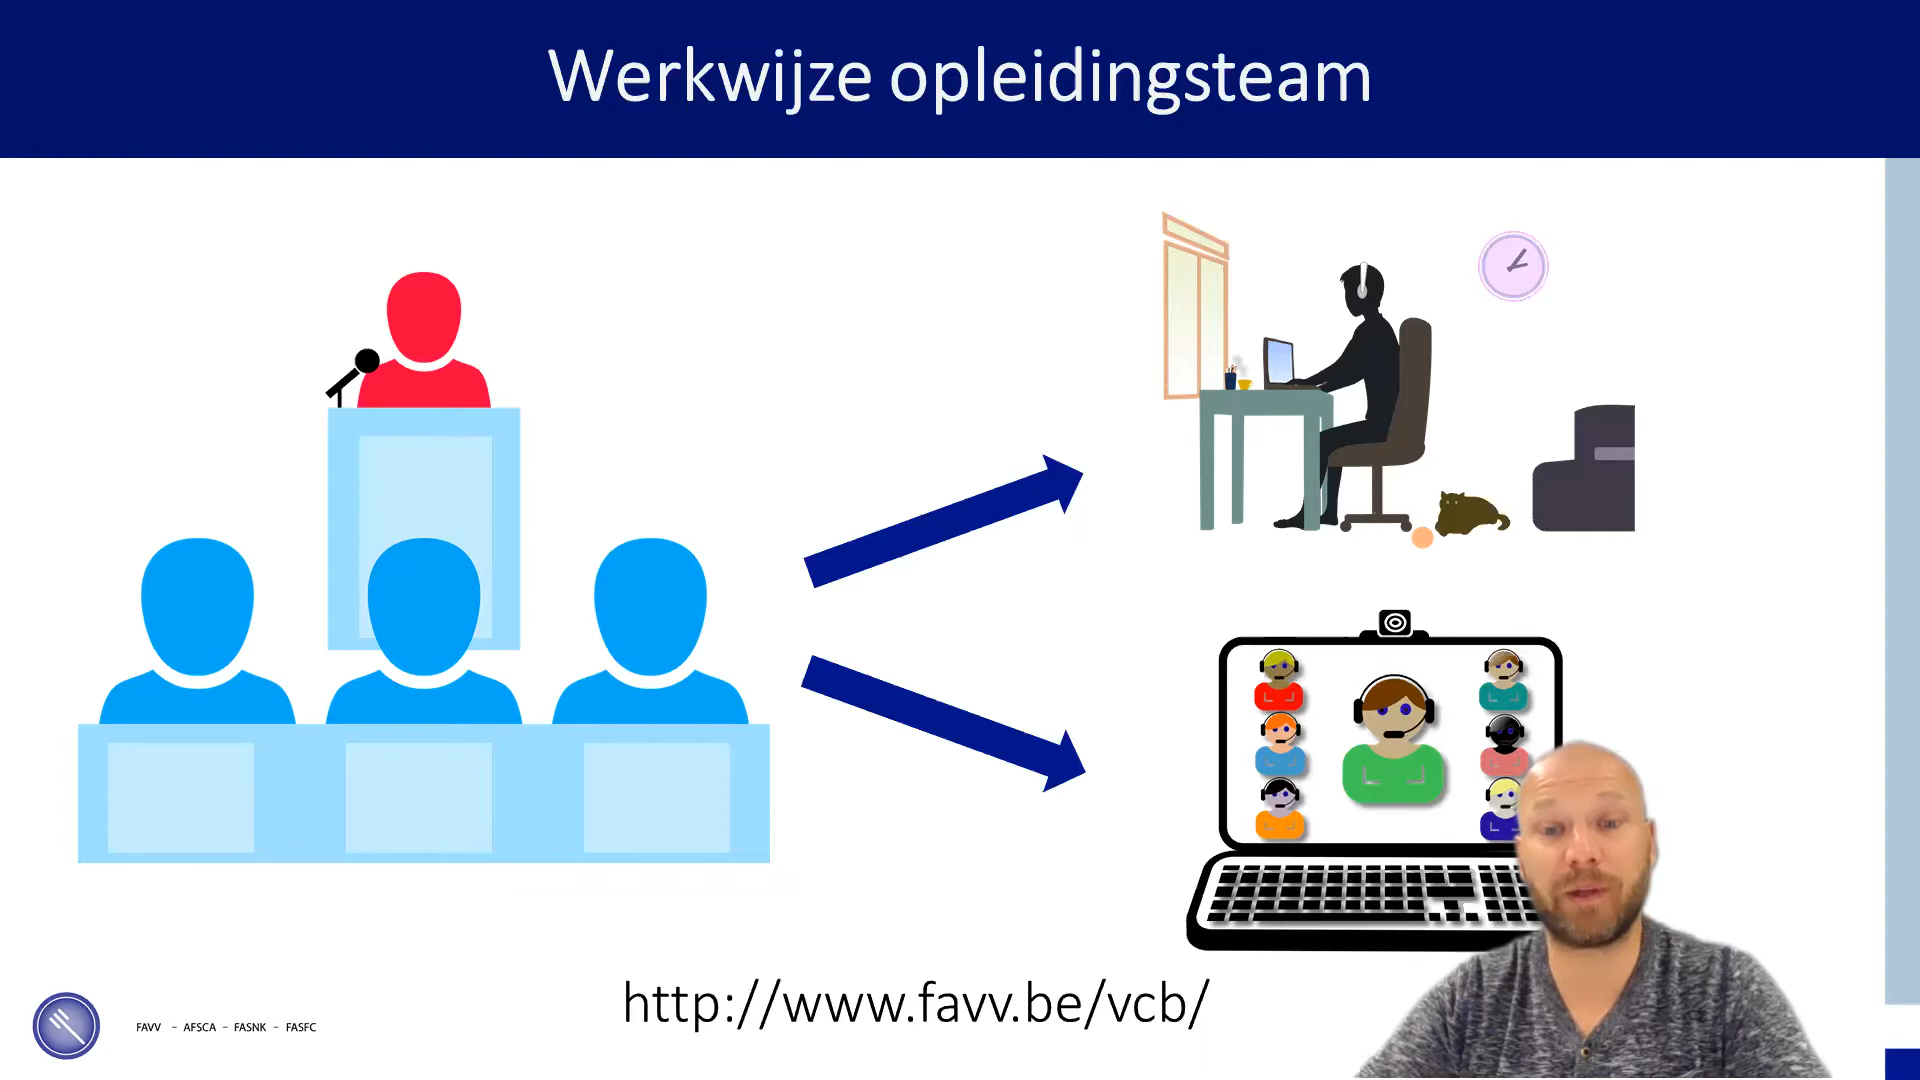 Werkwijze opleidingsteam
http://www.favv.be/vcb/
FAVV - AFSCA - FASNK - FASFC